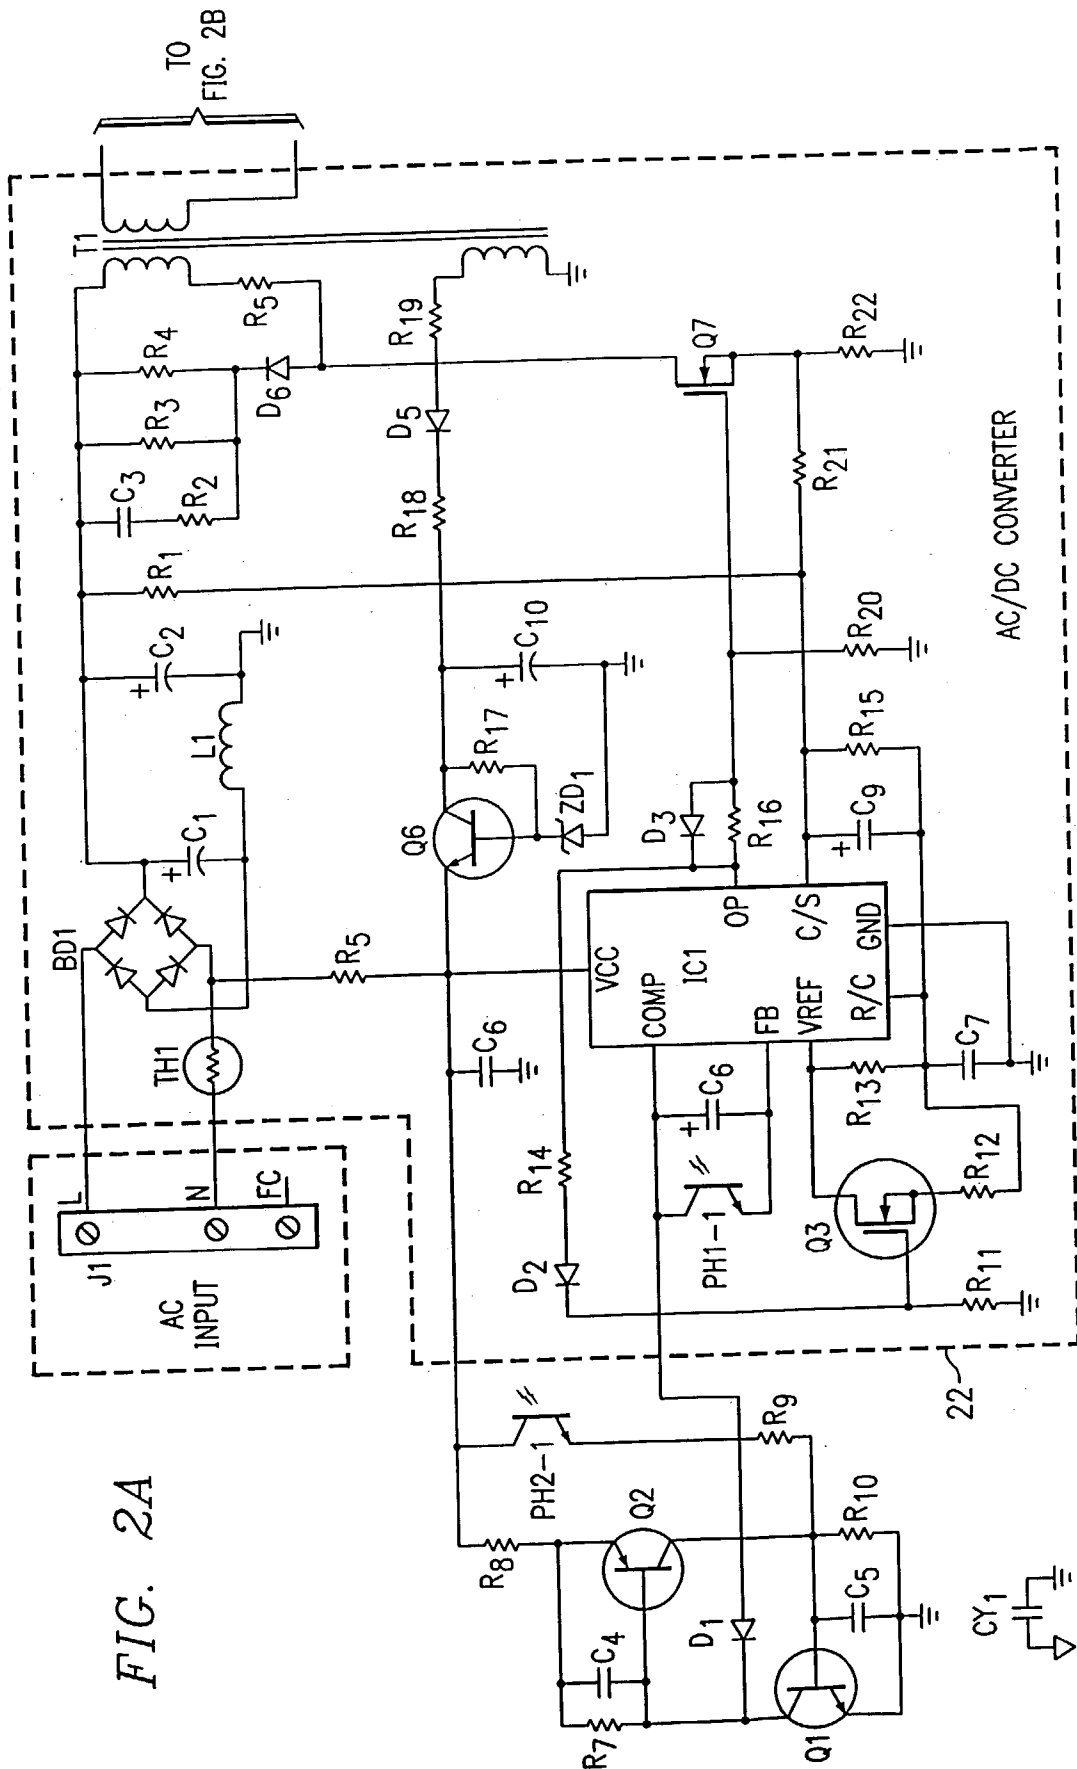 FIG. 2A
J1
AC
INPUT
L
N
FC
TH1
BD1
C1
+
L1
C2
+
R1
C3
R2
R3
R4
D6
R5
T1
TO
FIG. 2B
R5
Q6
R17
ZD1
C10
+
R18
D5
R19
C6
VCC
COMP
IC1
OP
FB
C/S
VREF
R/C
GND
D3
R16
R14
D2
PH1-1
C6
+
Q3
R13
R12
R11
C7
C9
+
R15
R20
R21
Q7
R22
AC/DC CONVERTER
22
PH2-1
R9
R8
Q2
C4
R7
D1
Q1
C5
R10
CY1